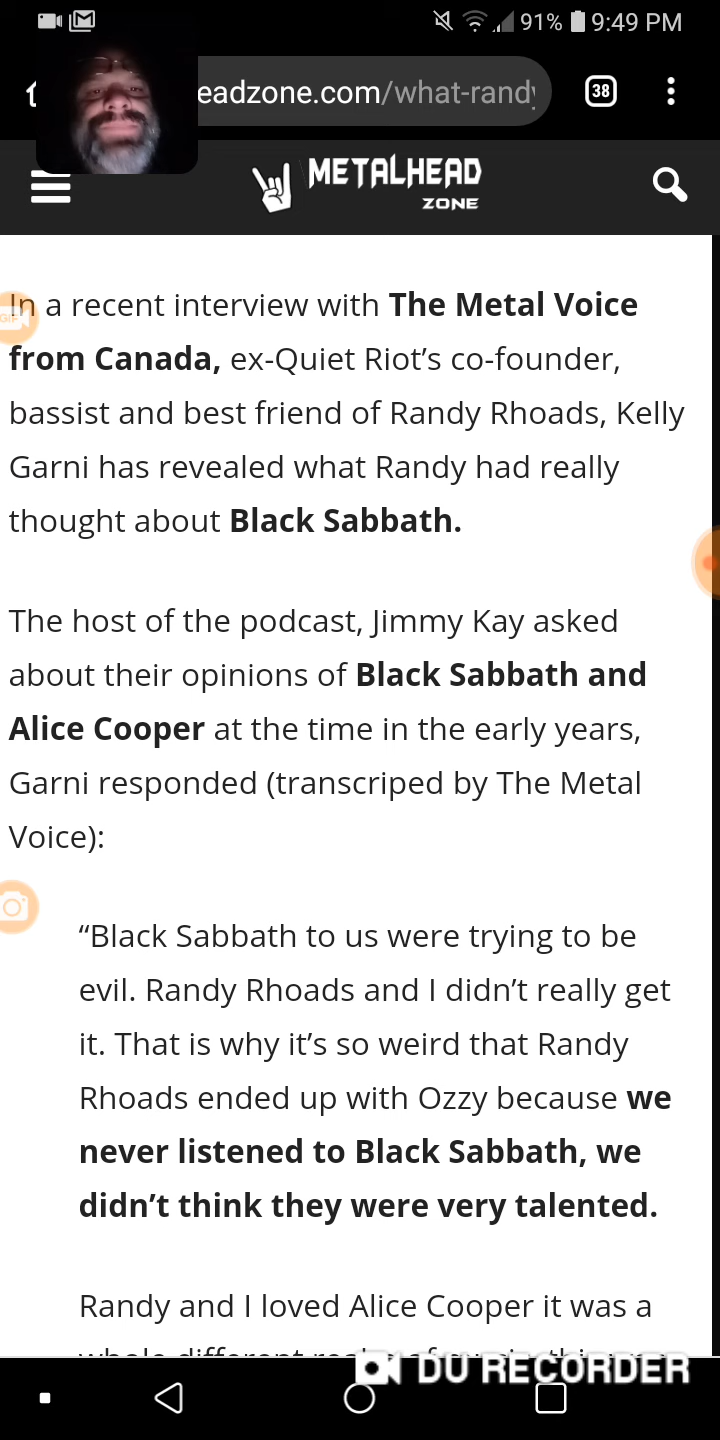 91% 9:49 PM
eadzone.com/what-randy
38
METALHEAD
ZONE
In a recent interview with The Metal Voice
GIF
from Canada, ex-Quiet Riot’s co-founder,
bassist and best friend of Randy Rhoads, Kelly
Garni has revealed what Randy had really
thought about Black Sabbath.
The host of the podcast, Jimmy Kay asked
about their opinions of Black Sabbath and
Alice Cooper at the time in the early years,
Garni responded (transcriped by The Metal
Voice):
“Black Sabbath to us were trying to be
evil. Randy Rhoads and I didn’t really get
it. That is why it’s so weird that Randy
Rhoads ended up with Ozzy because we
never listened to Black Sabbath, we
didn’t think they were very talented.
Randy and I loved Alice Cooper it was a
whole different
DU RECORDER